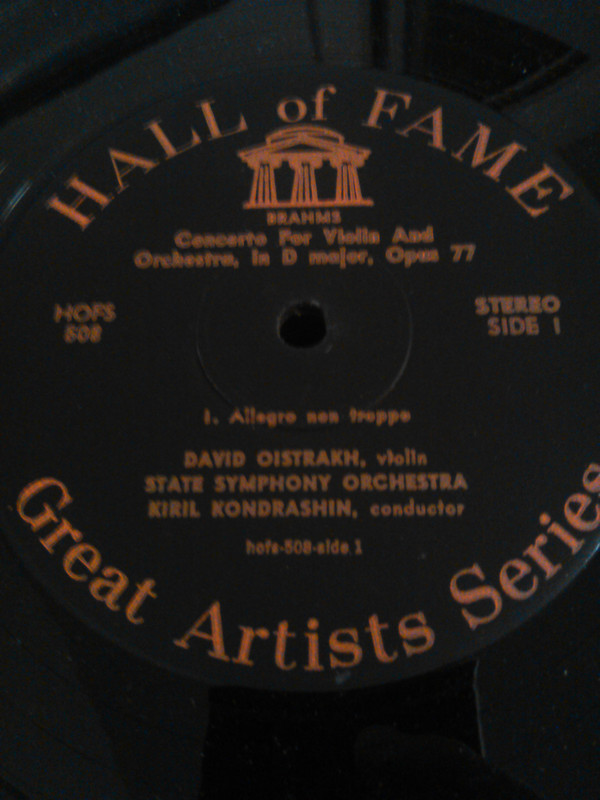 HALL of FAME
BRAHMS
Concerto For Violin And
Orchestra, in D major, Opus 77
HOFS
508
STEREO
SIDE 1
1. Allegro non troppo
DAVID OISTRAKH, violin
STATE SYMPHONY ORCHESTRA
KIRIL KONDRASHIN, conductor
hofs-508-side 1
Great Artists Series